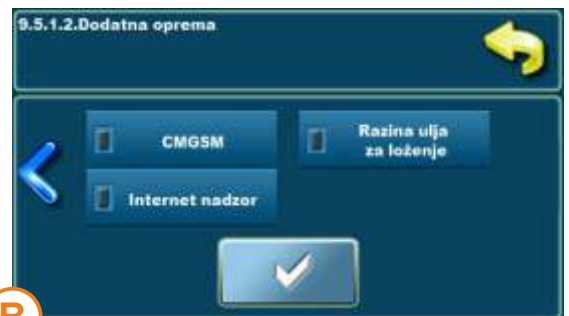 9.5.1.2.Dodatna oprema
CMGSM
Razina ulja
za loženje
Internet nadzor
B